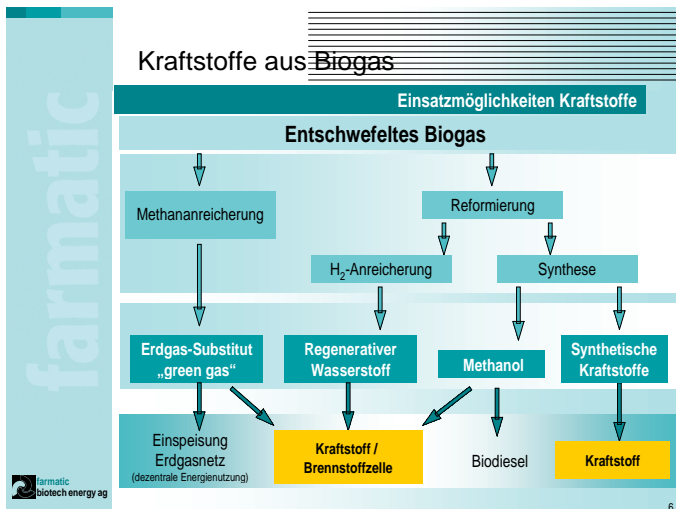 Kraftstoffe aus Biogas
Einsatzmöglichkeiten Kraftstoffe
Entschwefeltes Biogas
Methananreicherung
Reformierung
H₂-Anreicherung
Synthese
Erdgas-Substitut
„green gas“
Regenerativer
Wasserstoff
Methanol
Synthetische
Kraftstoffe
Einspeisung
Erdgasnetz
(dezentrale Energienutzung)
Kraftstoff /
Brennstoffzelle
Biodiesel
Kraftstoff
farmatic
farmatic
biotech energy ag
6